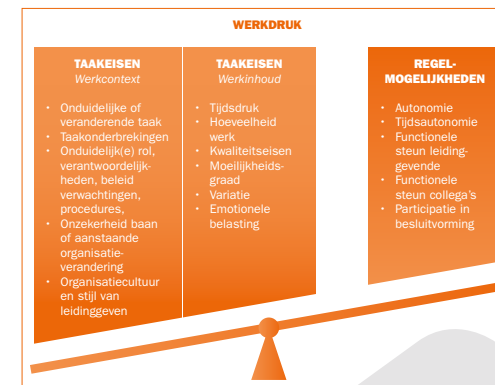 WERKDRUK
TAAKEISEN
Werkcontext
• Onduidelijke of
veranderende taak
• Taakonderbrekingen
• Onduidelijk(e) rol,
verantwoordelijk-
heden, beleid
verwachtingen,
procedures,
• Onzekerheid baan
of aanstaande
organisatie-
verandering
• Organisatiecultuur
en stijl van
leidinggeven
TAAKEISEN
Werkinhoud
• Tijdsdruk
• Hoeveelheid
werk
• Kwaliteitseisen
• Moeilijkheids-
graad
• Variatie
• Emotionele
belasting
REGEL-
MOGELIJKHEDEN
• Autonomie
• Tijdsautonomie
• Functionele
steun leiding-
gevende
• Functionele
steun collega's
• Participatie in
besluitvorming